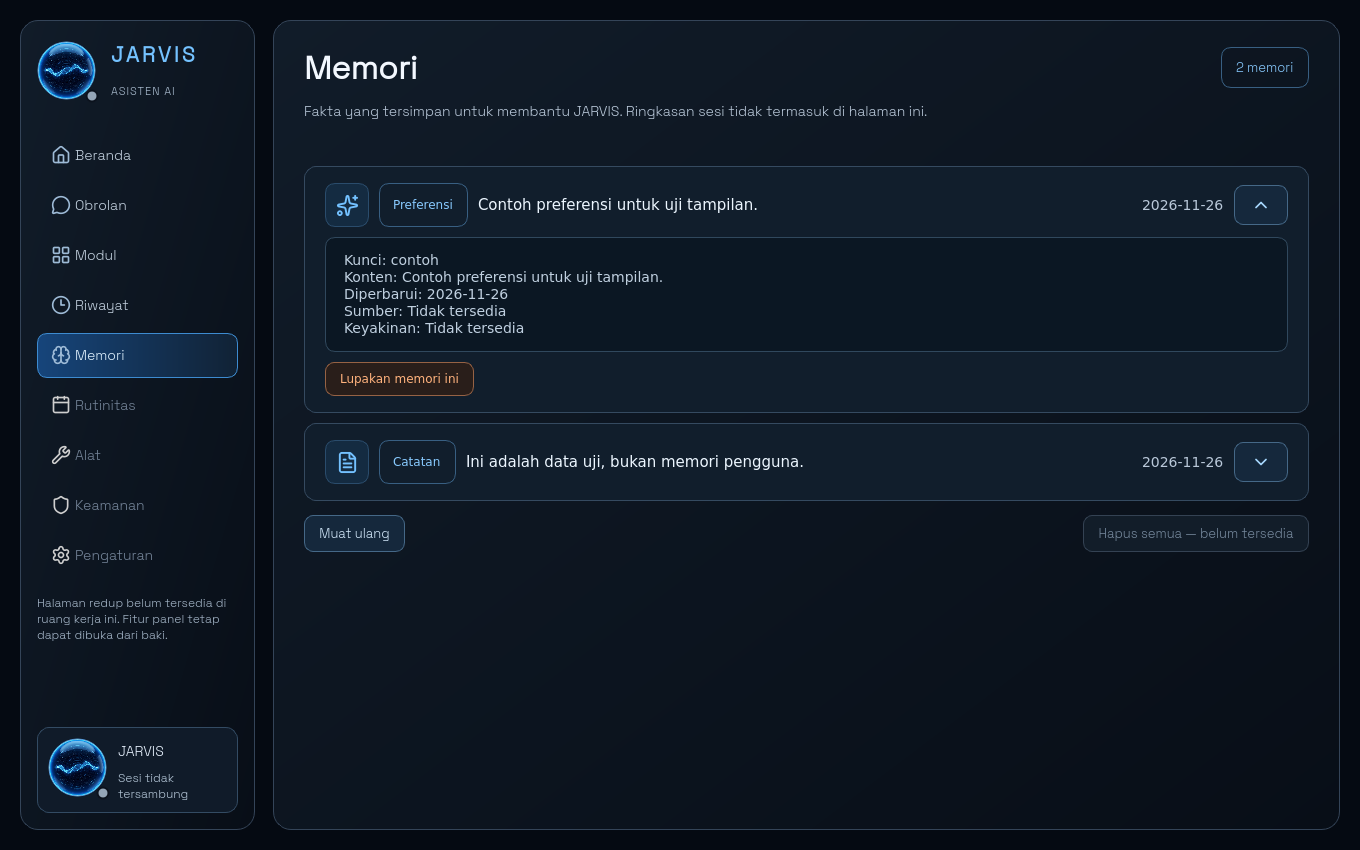 JARVIS
ASISTEN AI
Beranda
Obrolan
Modul
Riwayat
Memori
Rutinitas
Alat
Keamanan
Pengaturan
Halaman redup belum tersedia di
ruang kerja ini. Fitur panel tetap
dapat dibuka dari baki.
JARVIS
Sesi tidak
tersambung
Memori
2 memori
Fakta yang tersimpan untuk membantu JARVIS. Ringkasan sesi tidak termasuk di halaman ini.
Preferensi Contoh preferensi untuk uji tampilan. 2026-11-26
Kunci: contoh
Konten: Contoh preferensi untuk uji tampilan.
Diperbarui: 2026-11-26
Sumber: Tidak tersedia
Keyakinan: Tidak tersedia
Lupakan memori ini
Catatan Ini adalah data uji, bukan memori pengguna. 2026-11-26
Muat ulang
Hapus semua — belum tersedia